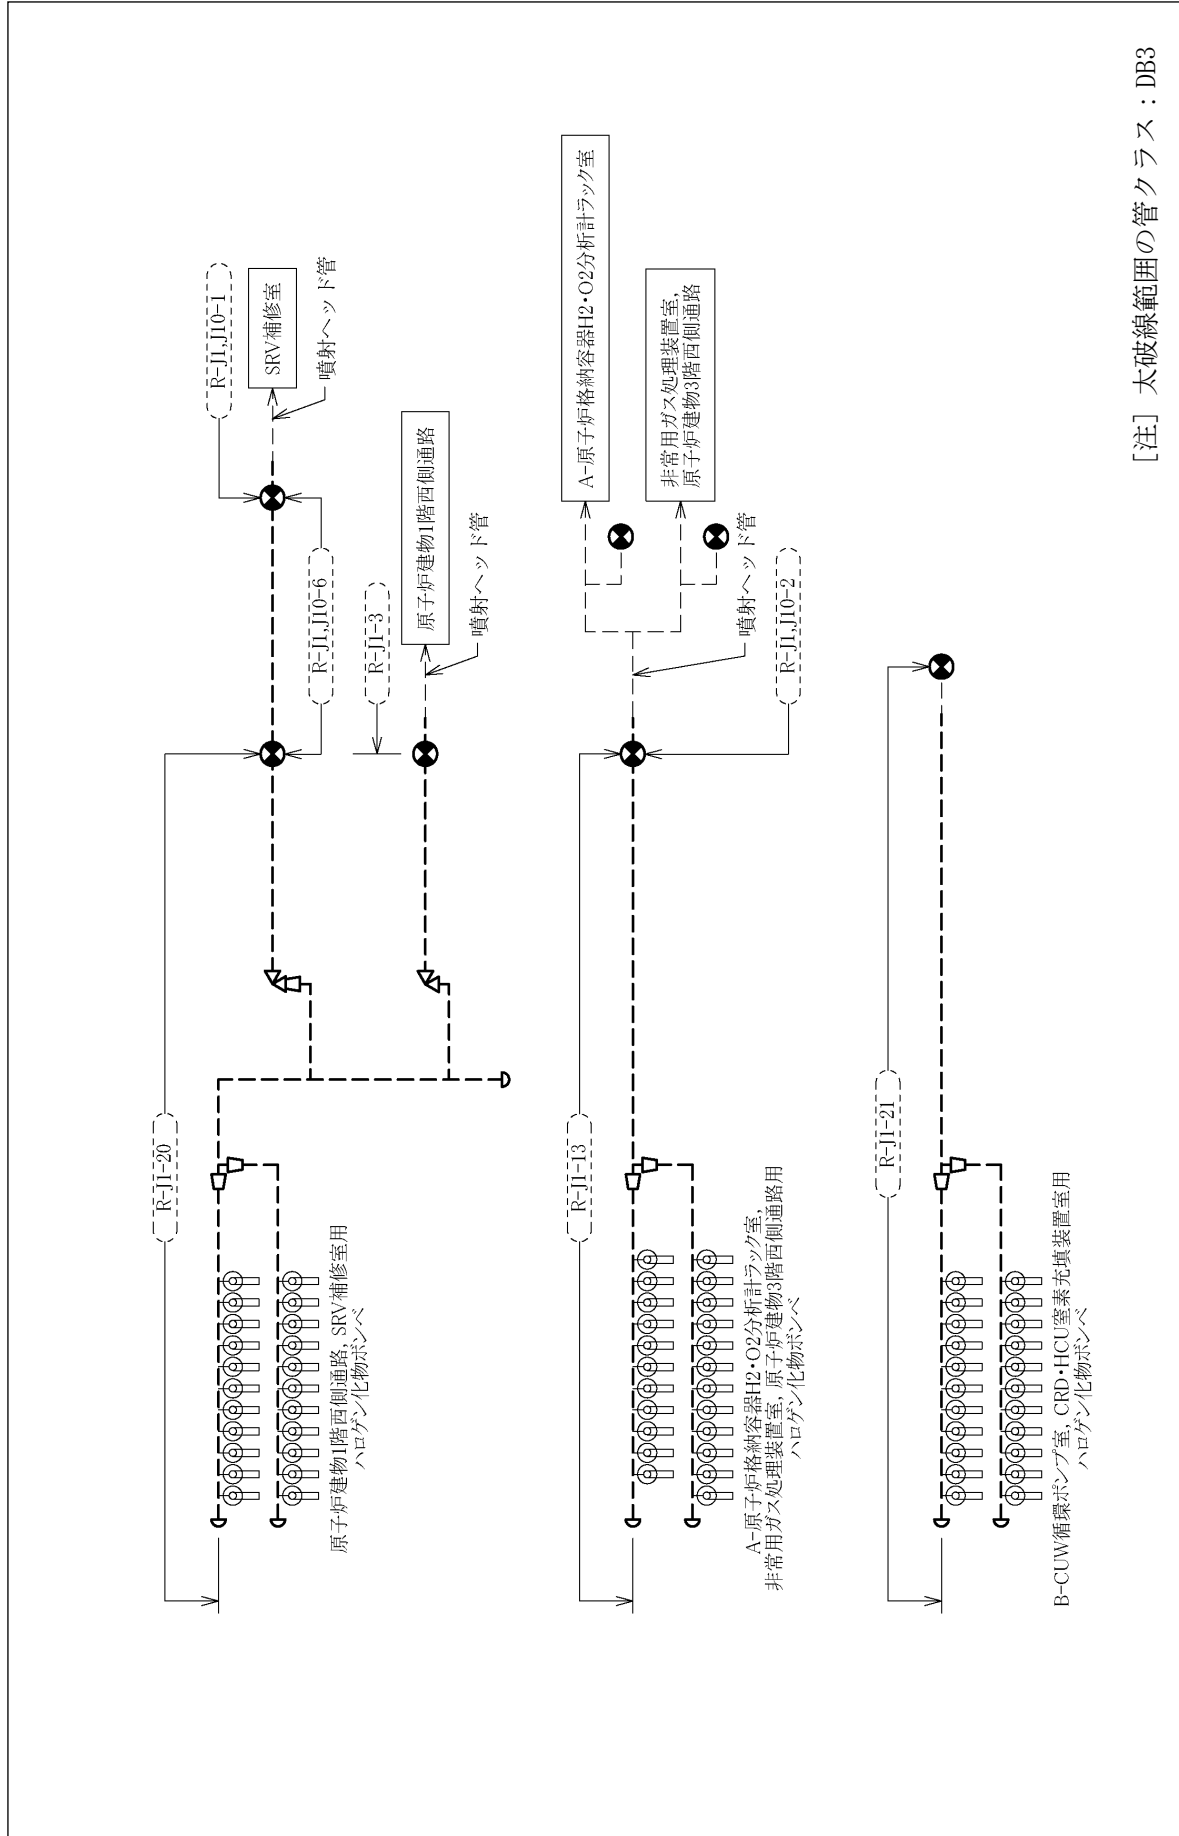 R-J1-20
R-J1,J10-1
SRV補修室
噴射ヘッド管
R-J1,J10-6
R-J1-3
原子炉建物1階西側通路
噴射ヘッド管
原子炉建物1階西側通路, SRV補修室用
ハロゲン化物ボンベ
R-J1-13
A-原子炉格納容器H2・O2分析計ラック室
非常用ガス処理装置室,
原子炉建物3階西側通路
噴射ヘッド管
R-J1,J10-2
A-原子炉格納容器H2・O2分析計ラック室,
非常用ガス処理装置室, 原子炉建物3階西側通路用
ハロゲン化物ボンベ
R-J1-21
B-CUW循環ポンプ室, CRD・HCU窒素充填装置室用
ハロゲン化物ボンベ
[注] 太破線範囲の管クラス：DB3